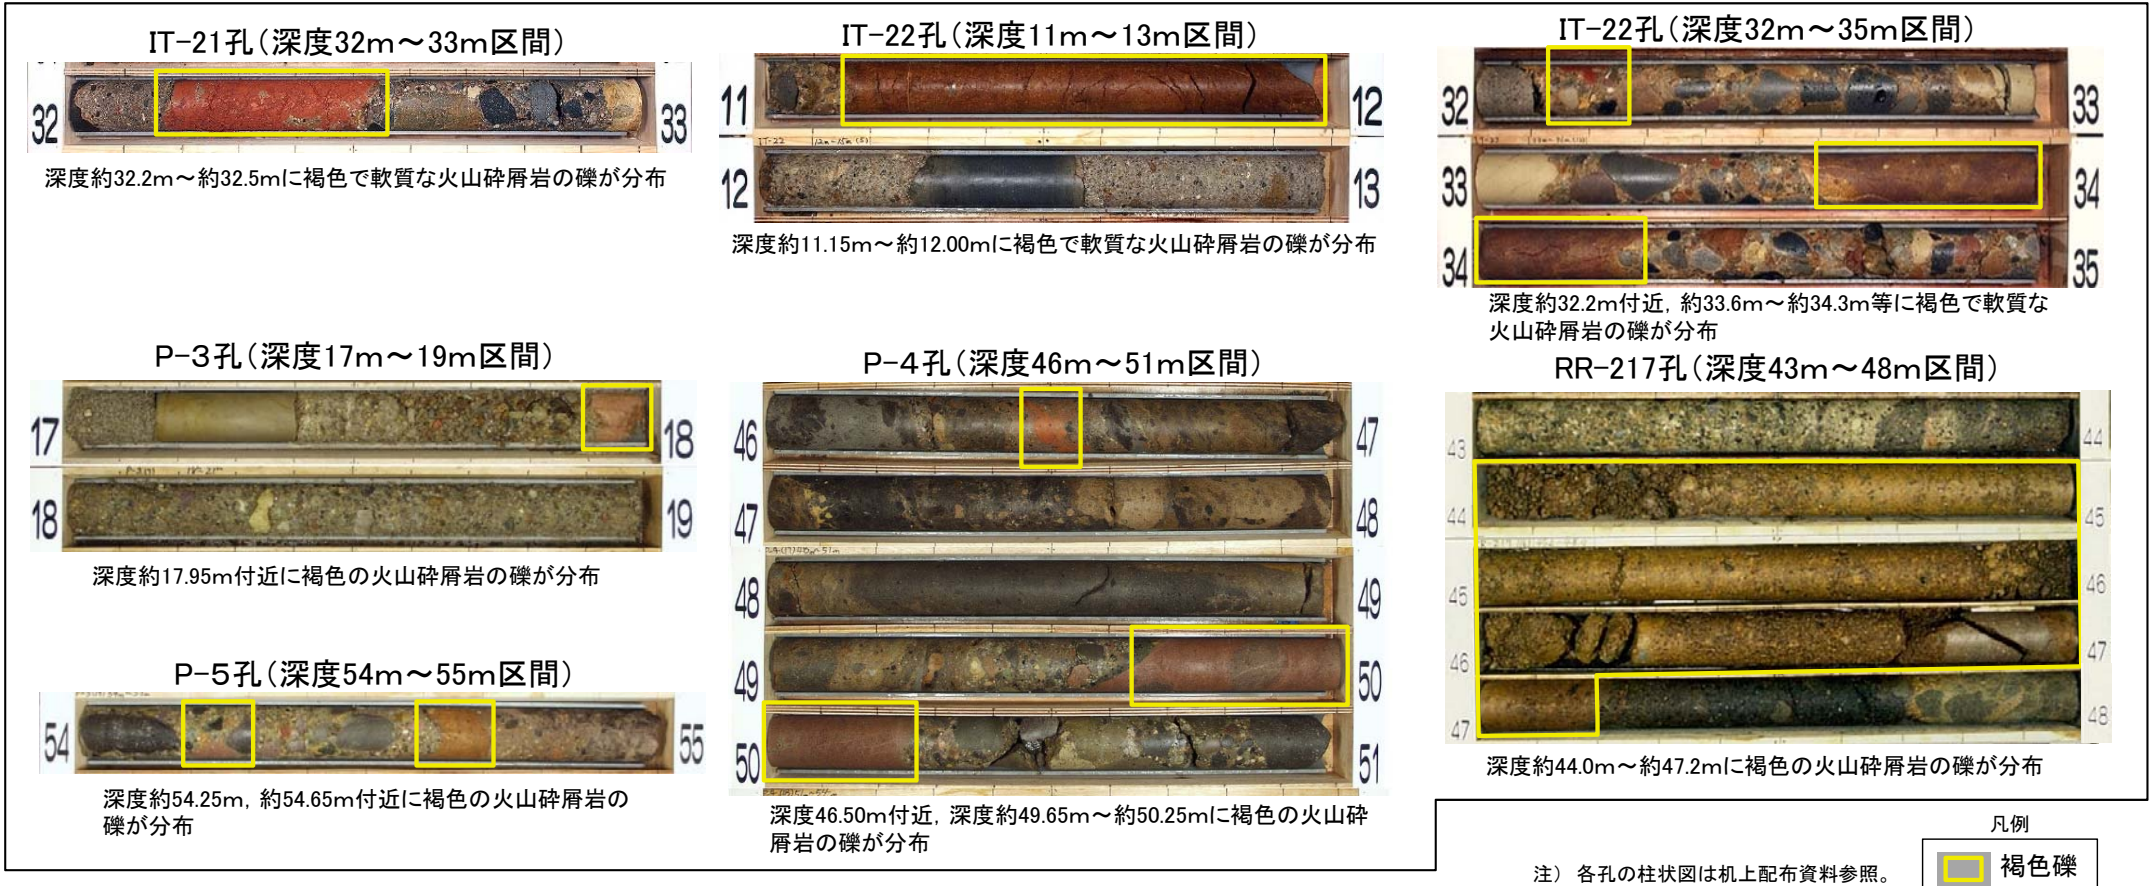 IT-21孔(深度32m～33m区間)
32
33
深度約32.2m～約32.5mに褐色で軟質な火山砕屑岩の礫が分布
IT-22孔(深度11m～13m区間)
11
12
12
13
深度約11.15m～約12.00mに褐色で軟質な火山砕屑岩の礫が分布
IT-22孔(深度32m～35m区間)
32
33
33
34
34
35
深度約32.2m付近，約33.6m～約34.3m等に褐色で軟質な
火山砕屑岩の礫が分布
P-3孔(深度17m～19m区間)
17
18
18
19
深度約17.95m付近に褐色の火山砕屑岩の礫が分布
P-4孔(深度46m～51m区間)
46
47
47
48
48
49
49
50
50
51
深度46.50m付近，深度約49.65m～約50.25mに褐色の火山砕
屑岩の礫が分布
RR-217孔(深度43m～48m区間)
43
44
44
45
45
46
46
47
47
48
深度約44.0m～約47.2mに褐色の火山砕屑岩の礫が分布
P-5孔(深度54m～55m区間)
54
55
深度約54.25m，約54.65m付近に褐色の火山砕屑岩の
礫が分布
凡例
褐色礫
注) 各孔の柱状図は机上配布資料参照。